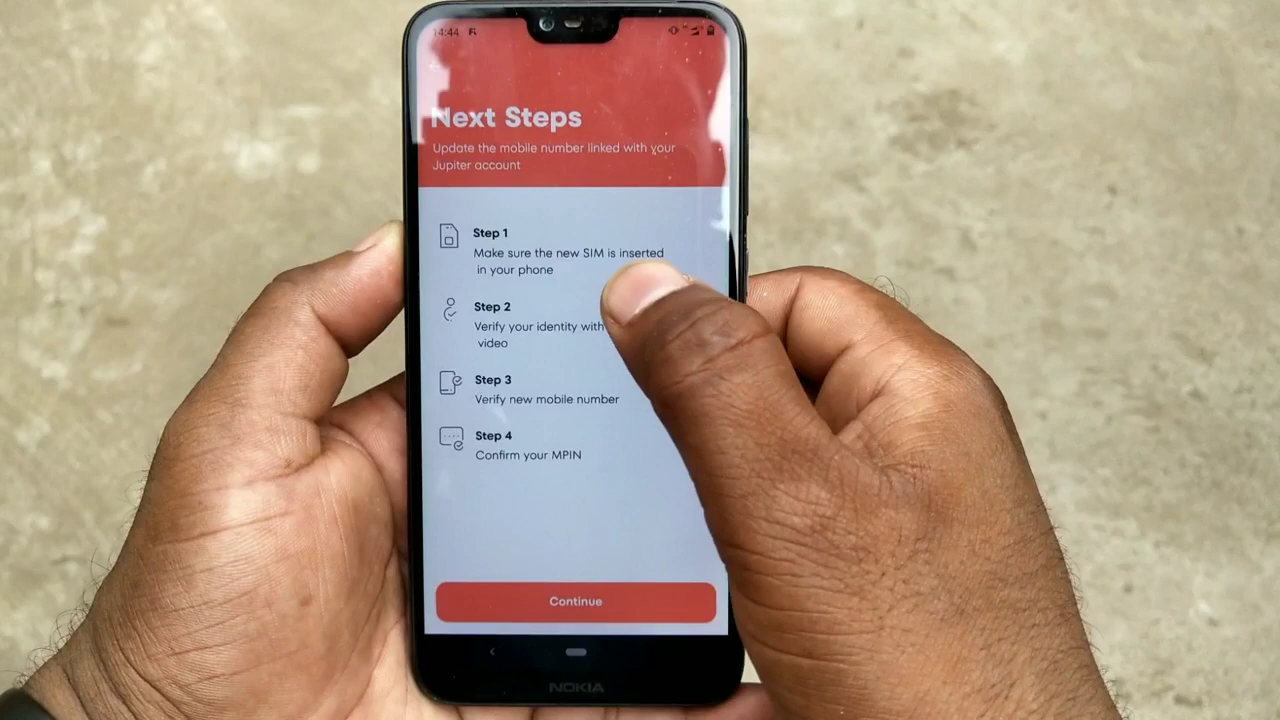 14:44
Next Steps
Update the mobile number linked with your
Jupiter account
Step 1
Make sure the new SIM is inserted
in your phone
Step 2
Verify your identity with
video
Step 3
Verify new mobile number
Step 4
Confirm your MPIN
Continue
NOKIA